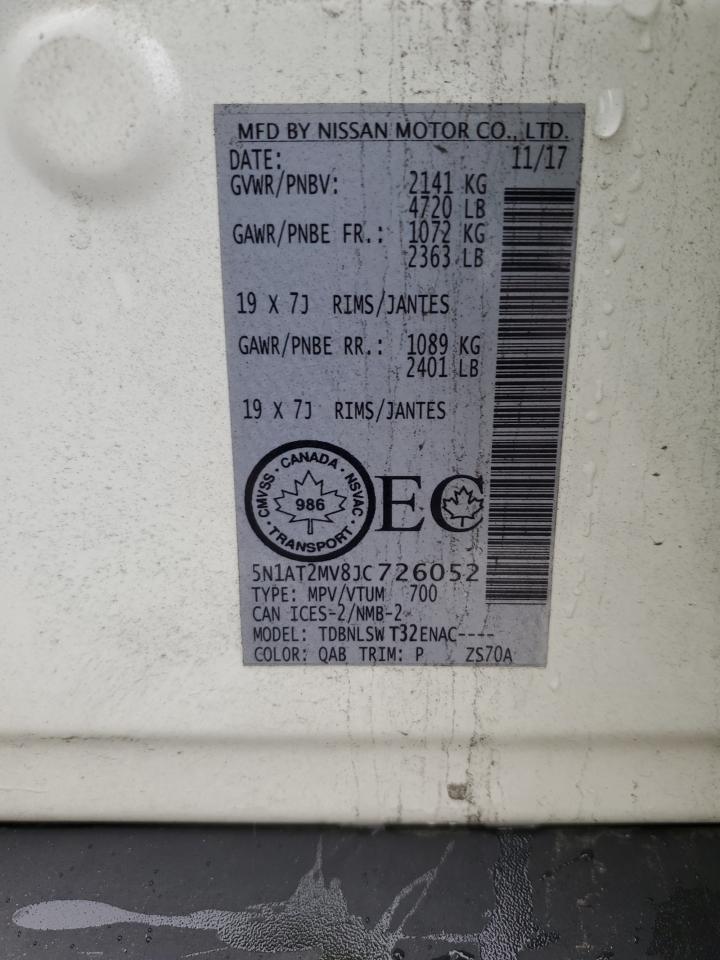 MFD BY NISSAN MOTOR CO., LTD.
DATE: 11/17
GVWR/PNBV: 2141 KG
4720 LB
GAWR/PNBE FR.: 1072 KG
2363 LB
19 X 7J RIMS/JANTES
GAWR/PNBE RR.: 1089 KG
2401 LB
19 X 7J RIMS/JANTES
CMVSS · CANADA · NSVAC · TRANSPORT ·
986
EC
5N1AT2MV8JC726052
TYPE: MPV/VTUM 700
CAN ICES-2/NMB-2
MODEL: TDBNLSW T32ENAC----
COLOR: QAB TRIM: P ZS70A